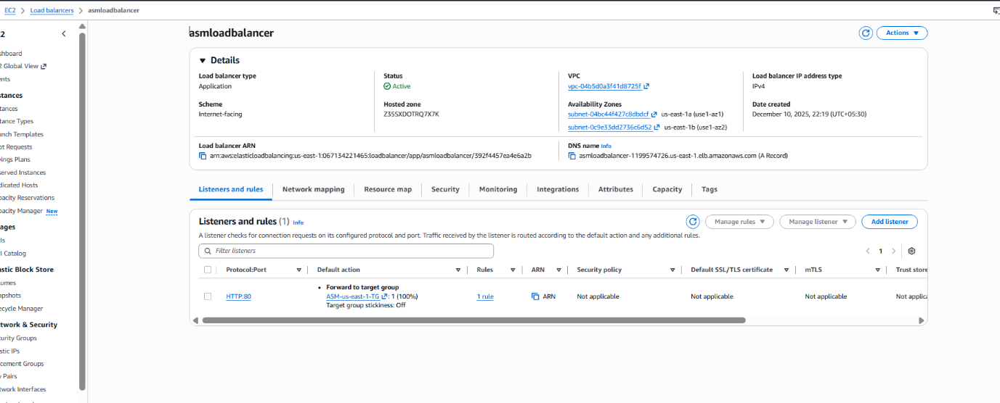 EC2 > Load balancers > asmloadbalancer
asmloadbalancer
Actions
Details
Load balancer type
Application
Status
Active
VPC
vpc-04b5d0a3f41d8725f
Load balancer IP address type
IPv4
Scheme
Internet-facing
Hosted zone
Z35SXDOTRQ7X7K
Availability Zones
subnet-04bc44f427c8dbdcf us-east-1a (use1-az1)
subnet-0c9e33dd2736c6d52 us-east-1b (use1-az2)
Date created
December 10, 2025, 22:19 (UTC+05:30)
Load balancer ARN
arn:aws:elasticloadbalancing:us-east-1:067134221465:loadbalancer/app/asmloadbalancer/392f4457ea4e6a2b
DNS name Info
asmloadbalancer-1199574726.us-east-1.elb.amazonaws.com (A Record)
Listeners and rules Network mapping Resource map Security Monitoring Integrations Attributes Capacity Tags
Listeners and rules (1) Info
Manage rules Manage listener Add listener
A listener checks for connection requests on its configured protocol and port. Traffic received by the listener is routed according to the default action and any additional rules.
Filter listeners
1
Protocol:Port Default action Rules ARN Security policy Default SSL/TLS certificate mTLS Trust store
HTTP:80
• Forward to target group
ASM-us-east-1-TG : 1 (100%)
Target group stickiness: Off
1 rule
ARN
Not applicable
Not applicable
Not applicable
Not applica
2
shboard
2 Global View
ents
stances
tances
tance Types
unch Templates
ot Requests
vings Plans
served Instances
dicated Hosts
pacity Reservations
pacity Manager New
ages
Is
I Catalog
astic Block Store
lumes
apshots
ecycle Manager
twork & Security
curity Groups
stic IPs
cement Groups
y Pairs
twork Interfaces